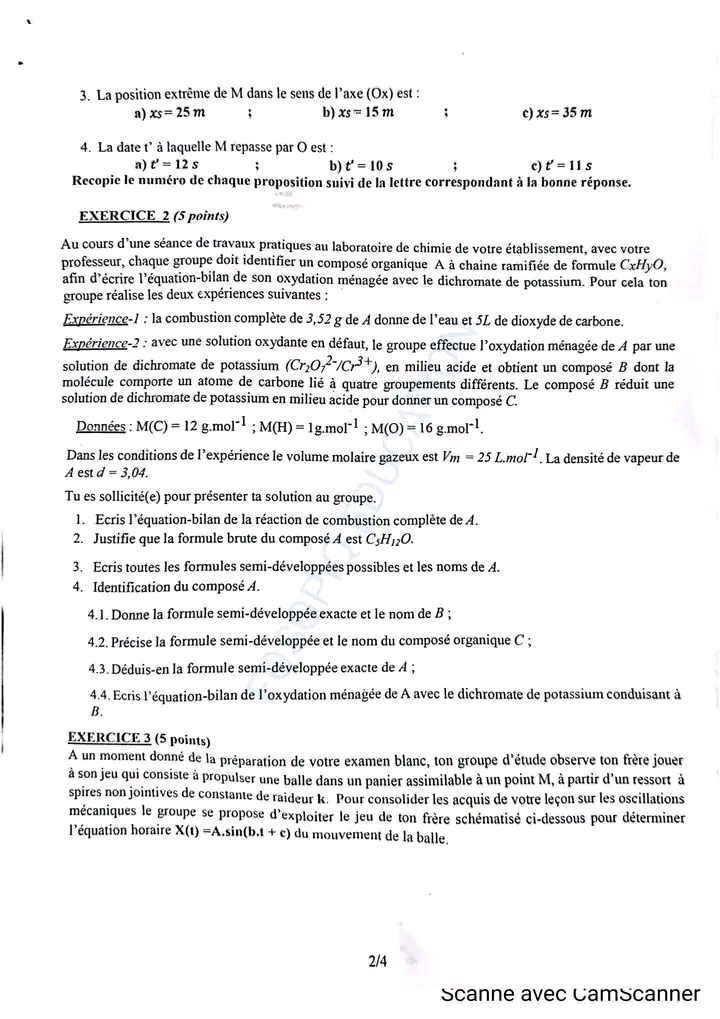 3. La position extrême de M dans le sens de l'axe (Ox) est :
a) xs = 25 m ; b) xs = 15 m ; c) xs = 35 m
4. La date t' à laquelle M repasse par O est :
a) t' = 12 s ; b) t' = 10 s ; c) t' = 11 s
Recopie le numéro de chaque proposition suivi de la lettre correspondant à la bonne réponse.
EXERCICE 2 (5 points)
Au cours d'une séance de travaux pratiques au laboratoire de chimie de votre établissement, avec votre
professeur, chaque groupe doit identifier un composé organique A à chaine ramifiée de formule CxHyO,
afin d'écrire l'équation-bilan de son oxydation ménagée avec le dichromate de potassium. Pour cela ton
groupe réalise les deux expériences suivantes :
Expérience-1 : la combustion complète de 3,52 g de A donne de l'eau et 5L de dioxyde de carbone.
Expérience-2 : avec une solution oxydante en défaut, le groupe effectue l'oxydation ménagée de A par une
solution de dichromate de potassium (Cr₂O₇²⁻/Cr³⁺), en milieu acide et obtient un composé B dont la
molécule comporte un atome de carbone lié à quatre groupements différents. Le composé B réduit une
solution de dichromate de potassium en milieu acide pour donner un composé C.
Données : M(C) = 12 g.mol⁻¹ ; M(H) = 1g.mol⁻¹ ; M(O) = 16 g.mol⁻¹.
Dans les conditions de l'expérience le volume molaire gazeux est Vm = 25 L.mol⁻¹. La densité de vapeur de
A est d = 3,04.
Tu es sollicité(e) pour présenter ta solution au groupe.
1. Ecris l'équation-bilan de la réaction de combustion complète de A.
2. Justifie que la formule brute du composé A est C₅H₁₂O.
3. Ecris toutes les formules semi-développées possibles et les noms de A.
4. Identification du composé A.
4.1. Donne la formule semi-développée exacte et le nom de B ;
4.2. Précise la formule semi-développée et le nom du composé organique C ;
4.3. Déduis-en la formule semi-développée exacte de A ;
4.4. Ecris l'équation-bilan de l'oxydation ménagée de A avec le dichromate de potassium conduisant à
B.
EXERCICE 3 (5 points)
A un moment donné de la préparation de votre examen blanc, ton groupe d'étude observe ton frère jouer
à son jeu qui consiste à propulser une balle dans un panier assimilable à un point M, à partir d'un ressort à
spires non jointives de constante de raideur k. Pour consolider les acquis de votre leçon sur les oscillations
mécaniques le groupe se propose d'exploiter le jeu de ton frère schématisé ci-dessous pour déterminer
l'équation horaire X(t) =A.sin(b.t + c) du mouvement de la balle.
2/4
Scanné avec CamScanner